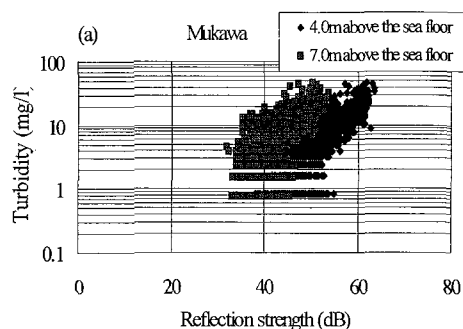 (a) Mukawa
4.0m above the sea floor
7.0m above the sea floor
Turbidity (mg/l)
100
10
1
0.1
0 20 40 60 80
Reflection strength (dB)